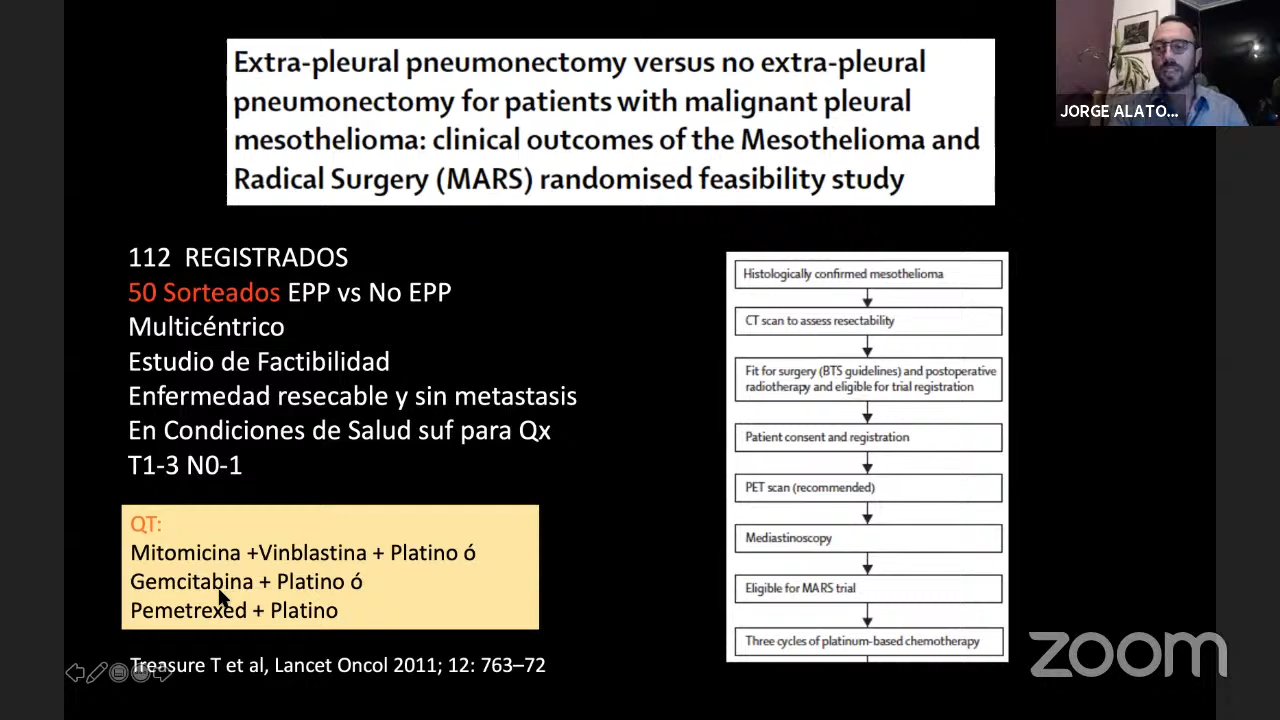 Extra-pleural pneumonectomy versus no extra-pleural
pneumonectomy for patients with malignant pleural
mesothelioma: clinical outcomes of the Mesothelioma and
Radical Surgery (MARS) randomised feasibility study
JORGE ALATO...
112 REGISTRADOS
50 Sorteados EPP vs No EPP
Multicéntrico
Estudio de Factibilidad
Enfermedad resecable y sin metastasis
En Condiciones de Salud suf para Qx
T1-3 N0-1
QT:
Mitomicina +Vinblastina + Platino ó
Gemcitabina + Platino ó
Pemetrexed + Platino
Treasure T et al, Lancet Oncol 2011; 12: 763–72
Histologically confirmed mesothelioma
CT scan to assess resectability
Fit for surgery (BTS guidelines) and postoperative
radiotherapy and eligible for trial registration
Patient consent and registration
PET scan (recommended)
Mediastinoscopy
Eligible for MARS trial
Three cycles of platinum-based chemotherapy
zoom